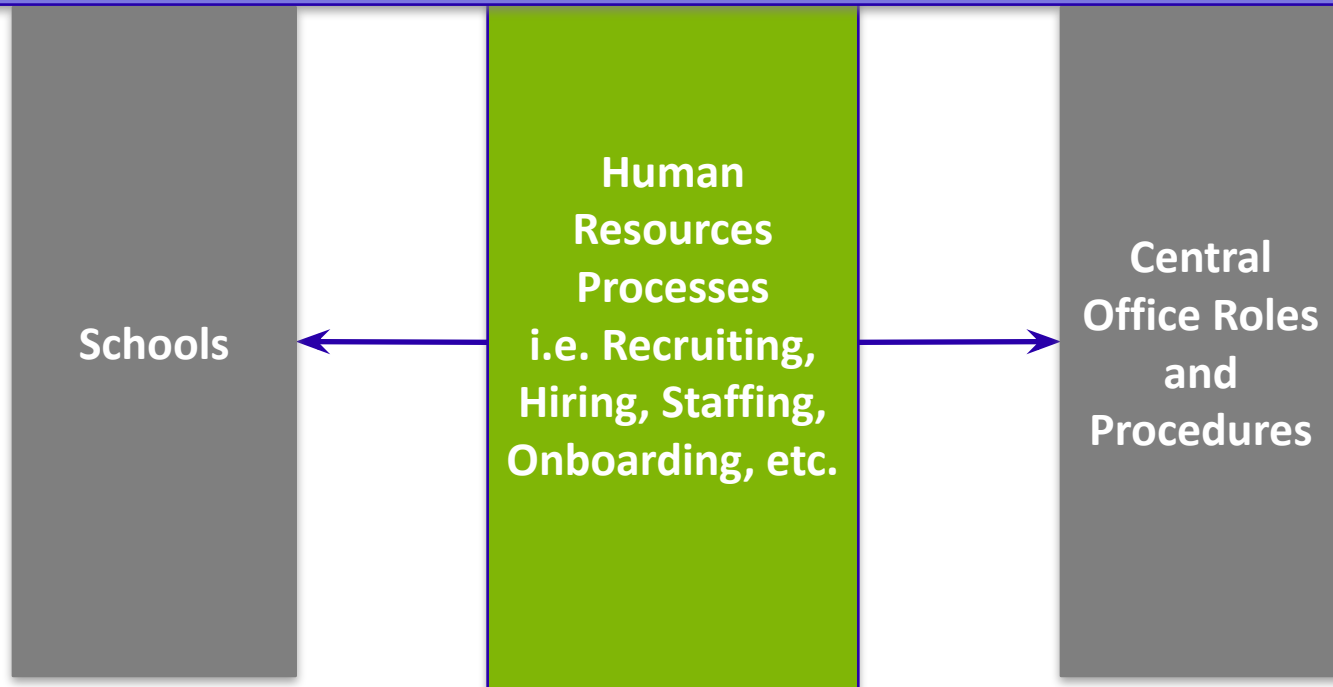 Schools
Human
Resources
Processes
i.e. Recruiting,
Hiring, Staffing,
Onboarding, etc.
Central
Office Roles
and
Procedures